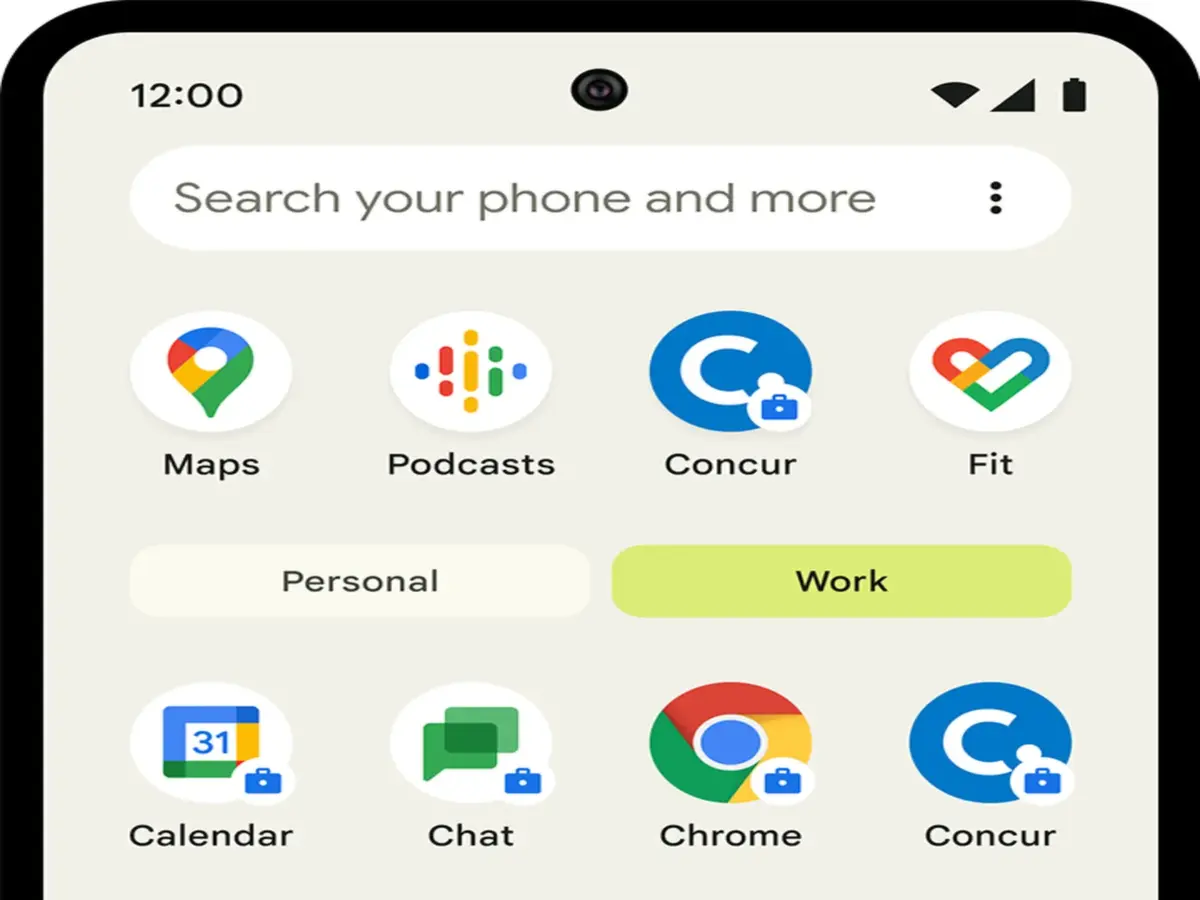 12:00
Search your phone and more
Maps Podcasts Concur Fit
Personal Work
31
Calendar Chat Chrome Concur